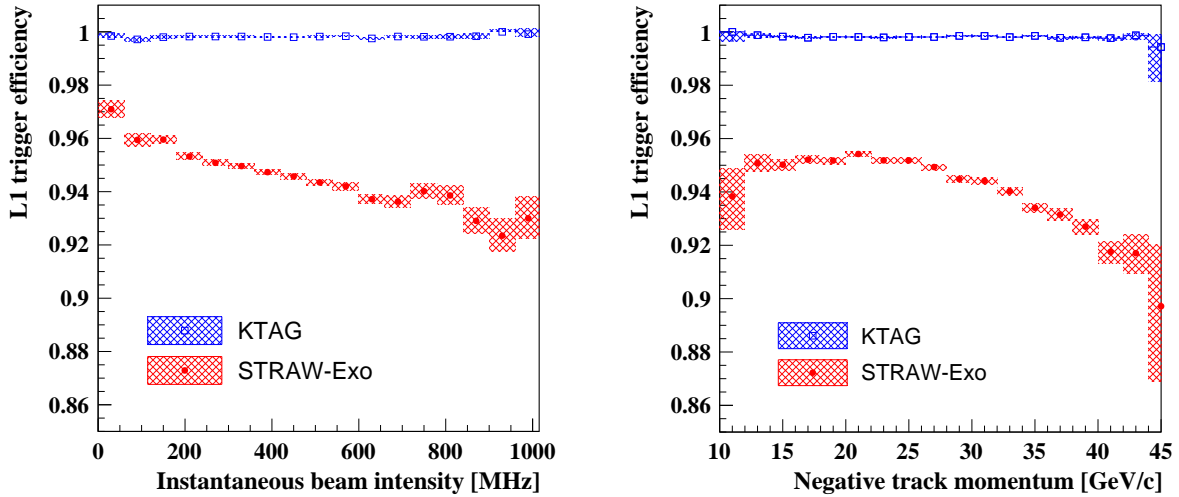 L1 trigger efficiency
1
0.98
0.96
0.94
0.92
0.9
0.88
0.86
KTAG
STRAW-Exo
0 200 400 600 800 1000
Instantaneous beam intensity [MHz]
L1 trigger efficiency
1
0.98
0.96
0.94
0.92
0.9
0.88
0.86
KTAG
STRAW-Exo
10 15 20 25 30 35 40 45
Negative track momentum [GeV/c]